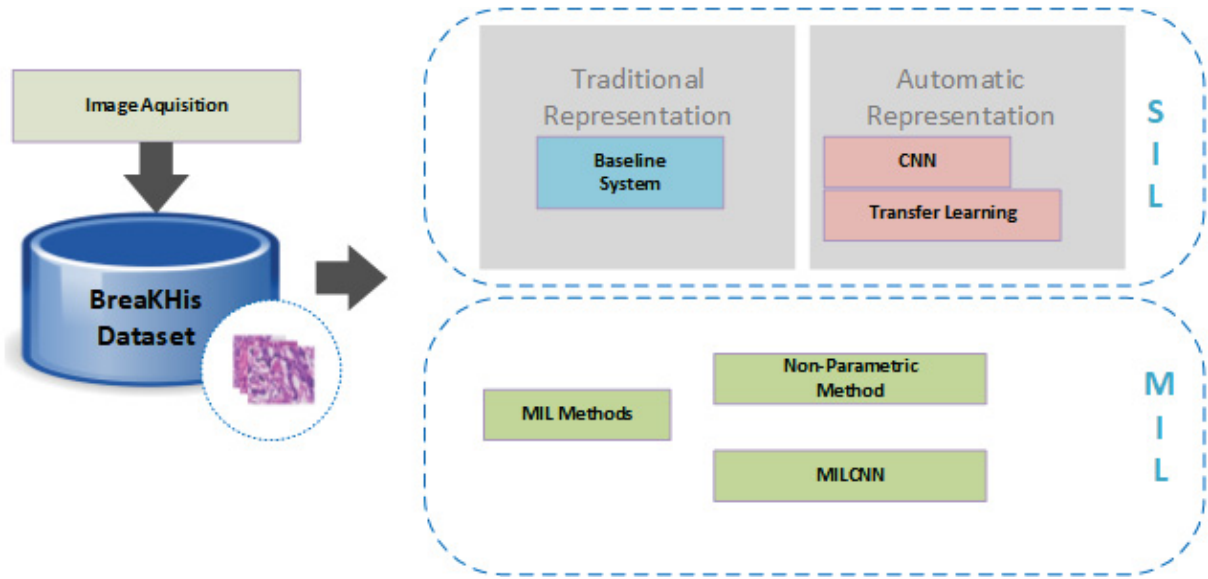 Image Aquisition
BreaKHis
Dataset
Traditional
Representation
Baseline
System
Automatic
Representation
CNN
Transfer Learning
S
I
L
MIL Methods
Non-Parametric
Method
MILCNN
M
I
L